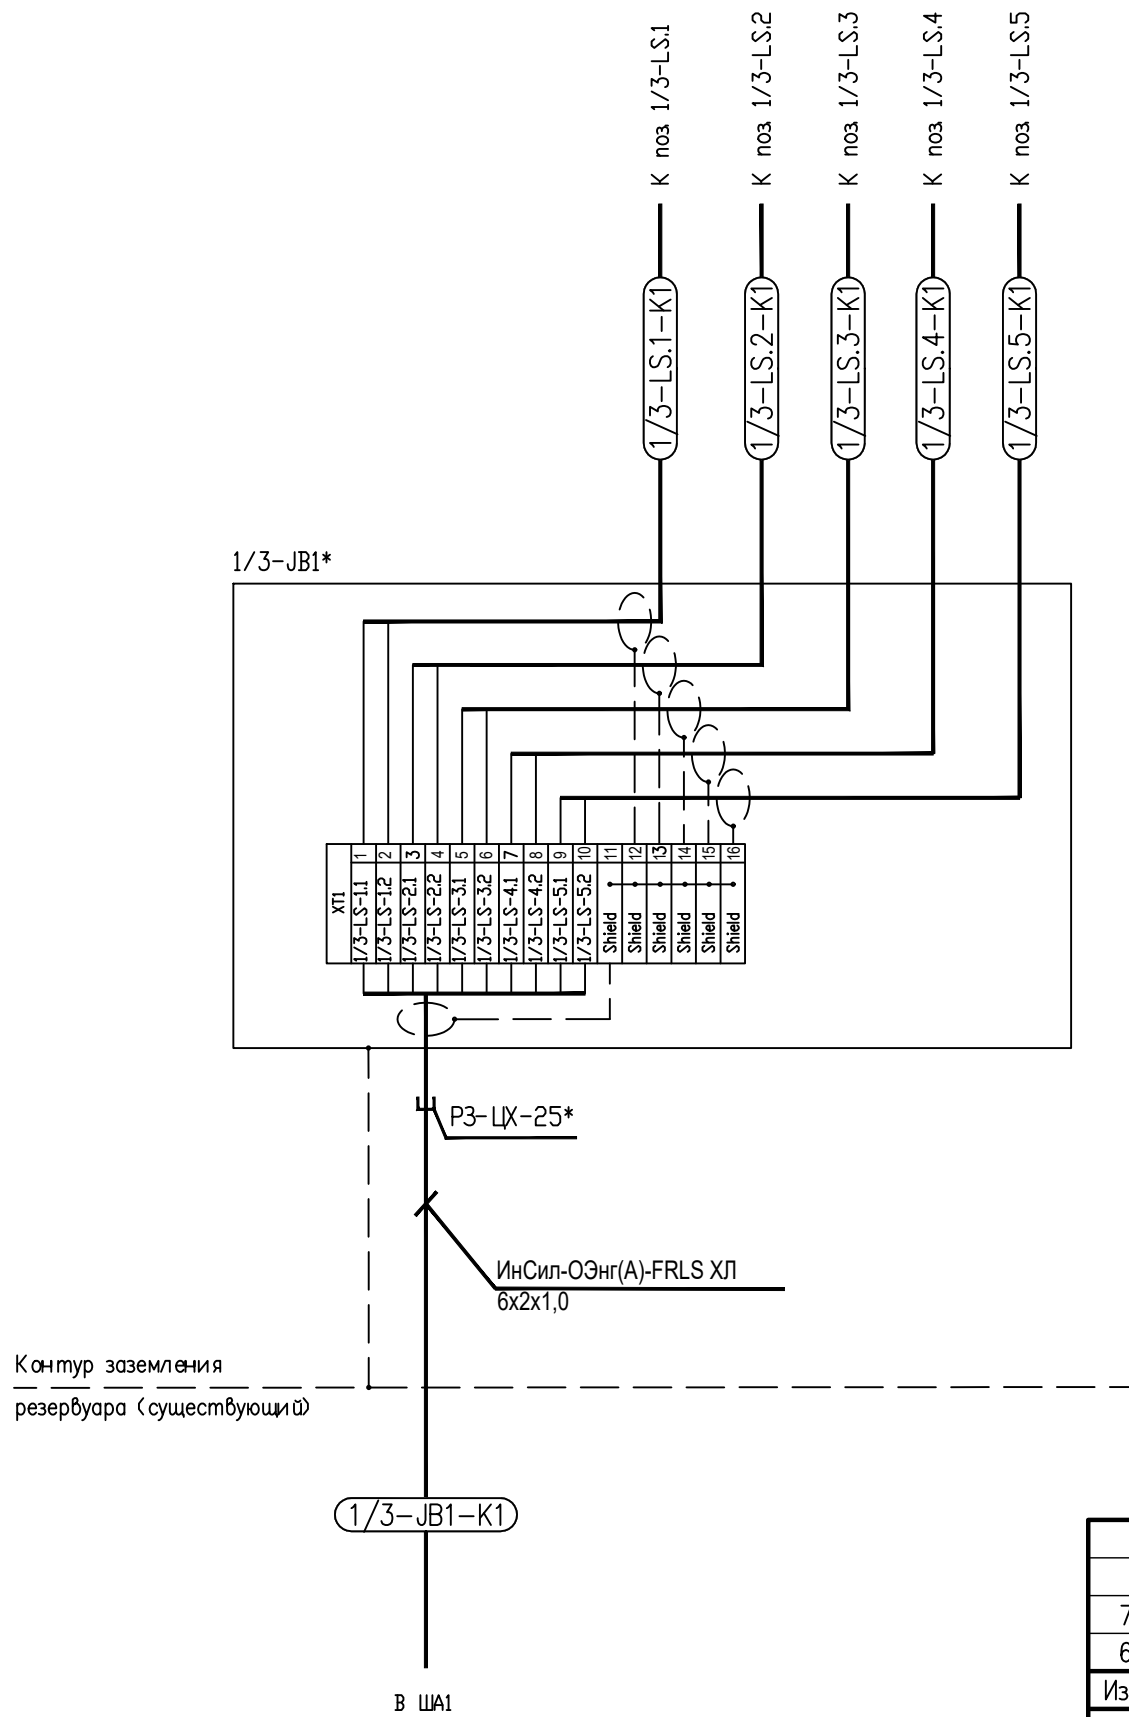 К поз. 1/3-LS.1
К поз. 1/3-LS.2
К поз. 1/3-LS.3
К поз. 1/3-LS.4
К поз. 1/3-LS.5
1/3-LS.1-K1
1/3-LS.2-K1
1/3-LS.3-K1
1/3-LS.4-K1
1/3-LS.5-K1
1/3-JB1*
XT1
1
2
3
4
5
6
7
8
9
10
11
12
13
14
15
16
1/3-LS-1.1
1/3-LS-1.2
1/3-LS-2.1
1/3-LS-2.2
1/3-LS-3.1
1/3-LS-3.2
1/3-LS-4.1
1/3-LS-4.2
1/3-LS-5.1
1/3-LS-5.2
Shield
Shield
Shield
Shield
Shield
Shield
РЗ-ЦХ-25*
ИнСил-ОЭнг(А)-FRLS ХЛ
6х2х1,0
Контур заземления
резервуара (существующий)
1/3-JB1-K1
В ША1
7
6
Из